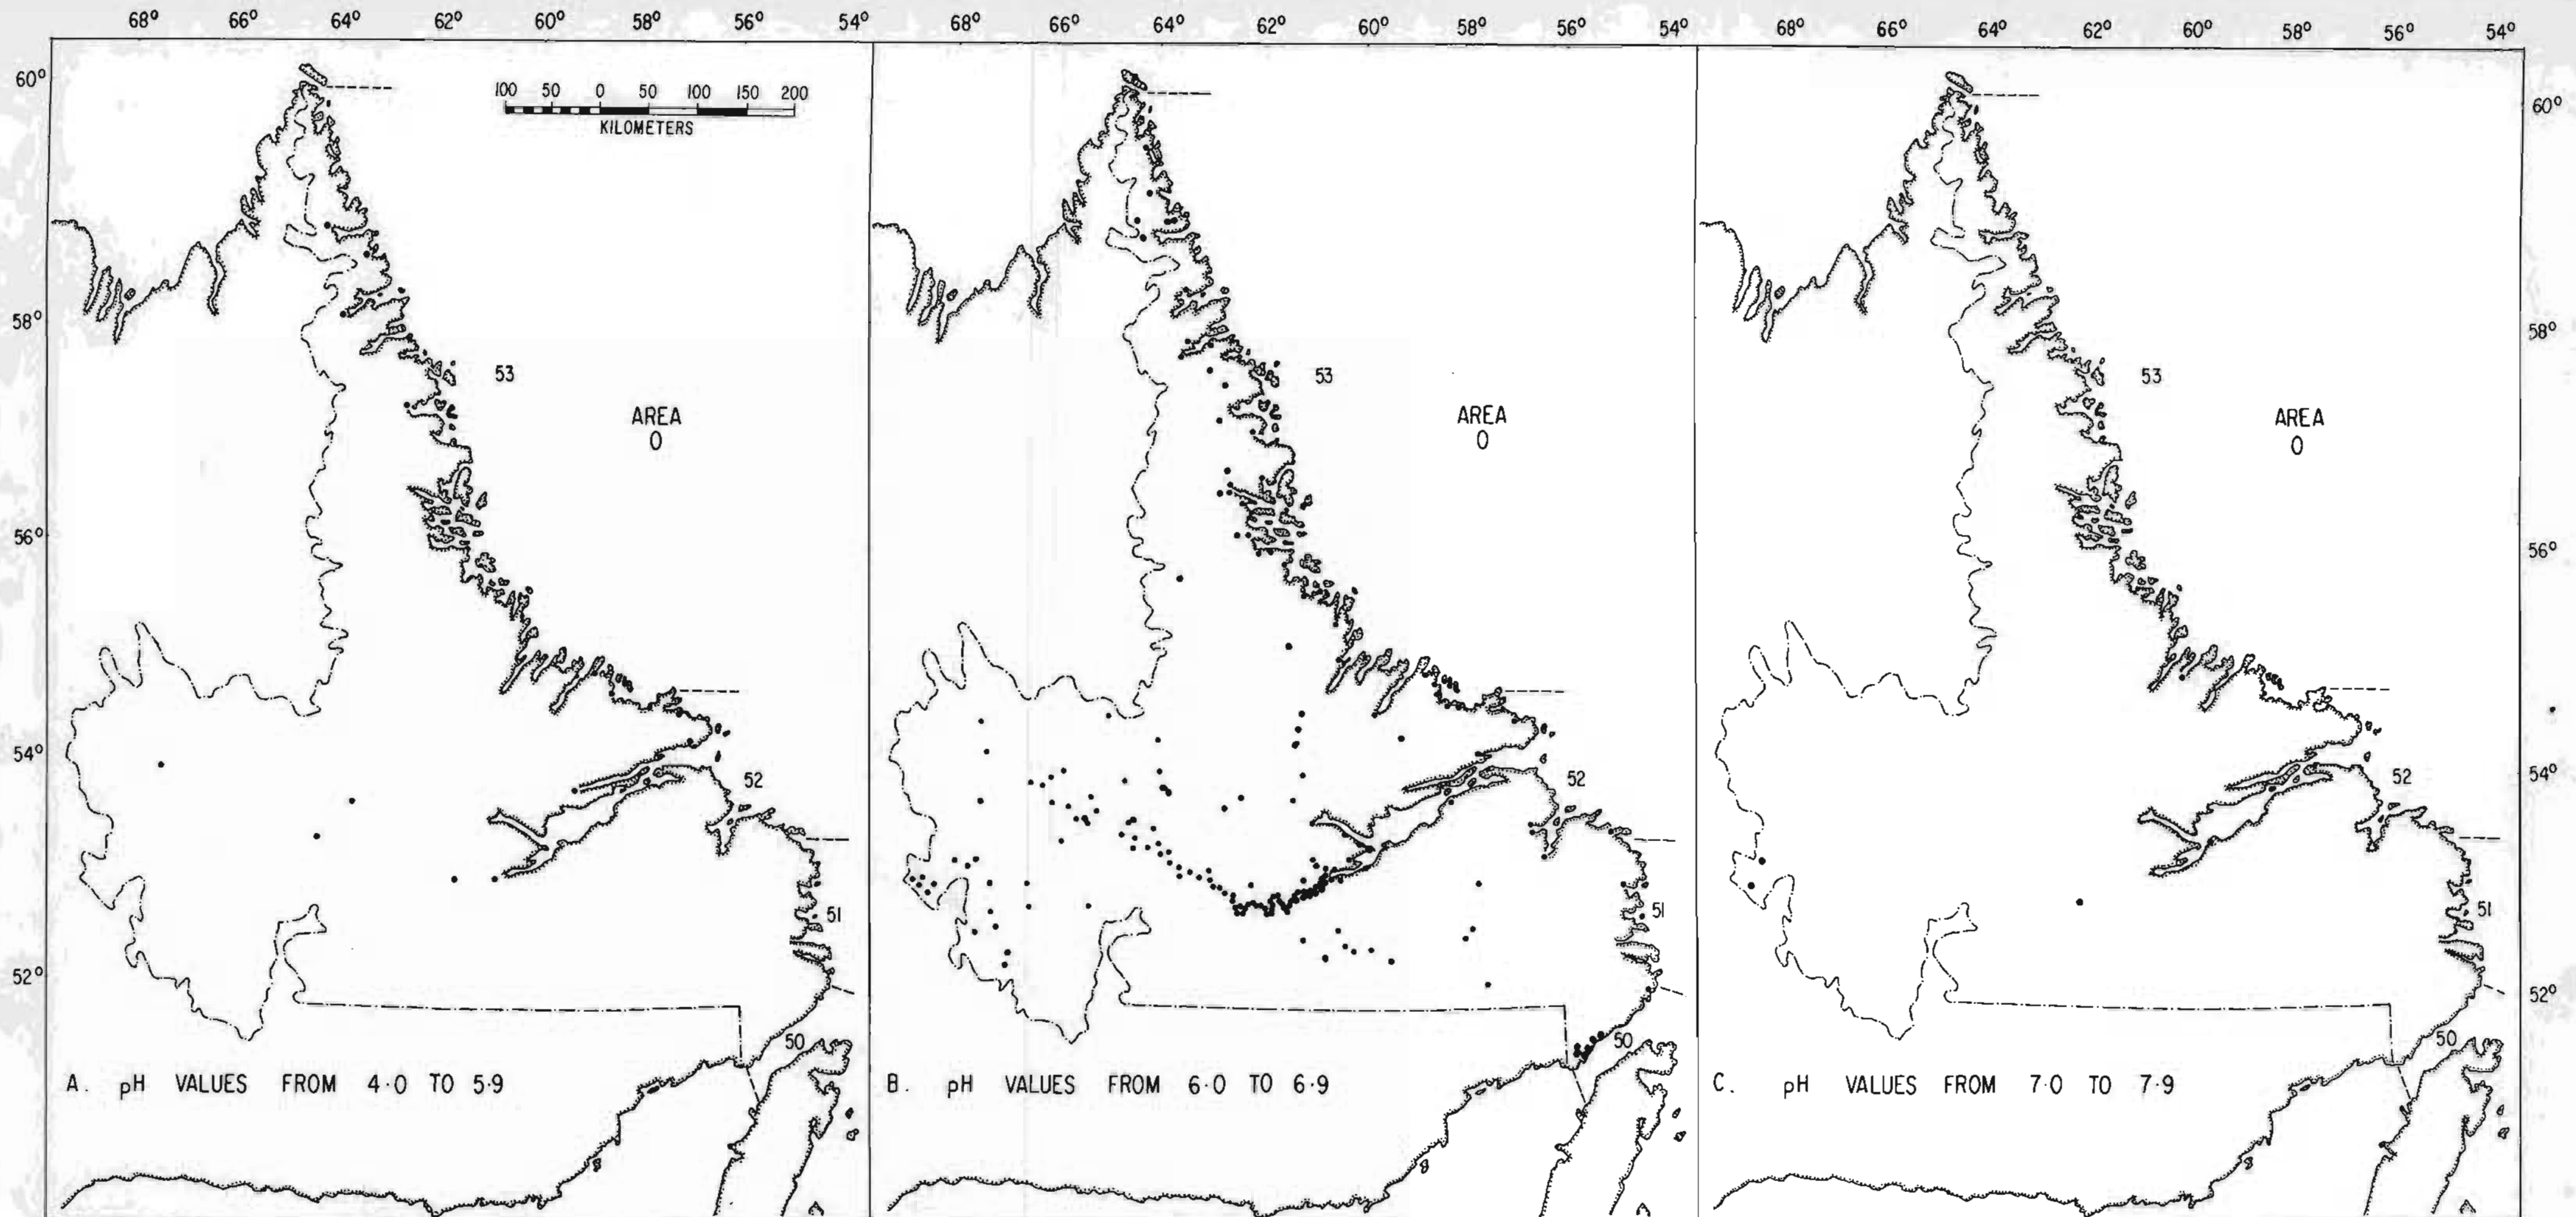 68° 66° 64° 62° 60° 58° 56° 54° 68° 66° 64° 62° 60° 58° 56° 54° 68° 66° 64° 62° 60° 58° 56° 54°
60° 60°
100 50 0 50 100 150 200
KILOMETERS
58° 58°
53 53 53
AREA AREA AREA
0 0 0
56° 56°
54° 54°
52 52 52
51 51 51
52° 52°
50 50 50
A. pH VALUES FROM 4·0 TO 5·9
B. pH VALUES FROM 6·0 TO 6·9
C. pH VALUES FROM 7·0 TO 7·9